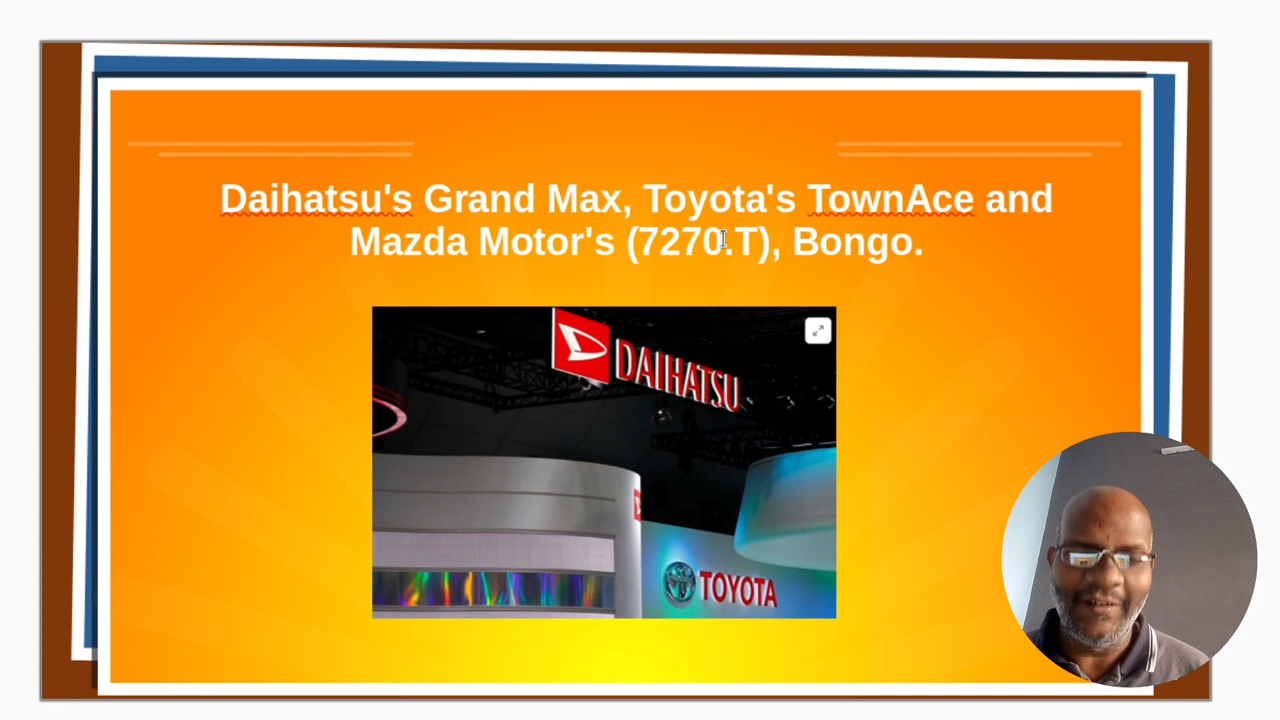 Daihatsu's Grand Max, Toyota's TownAce and
Mazda Motor's (7270.T), Bongo.
DAIHATSU
TOYOTA